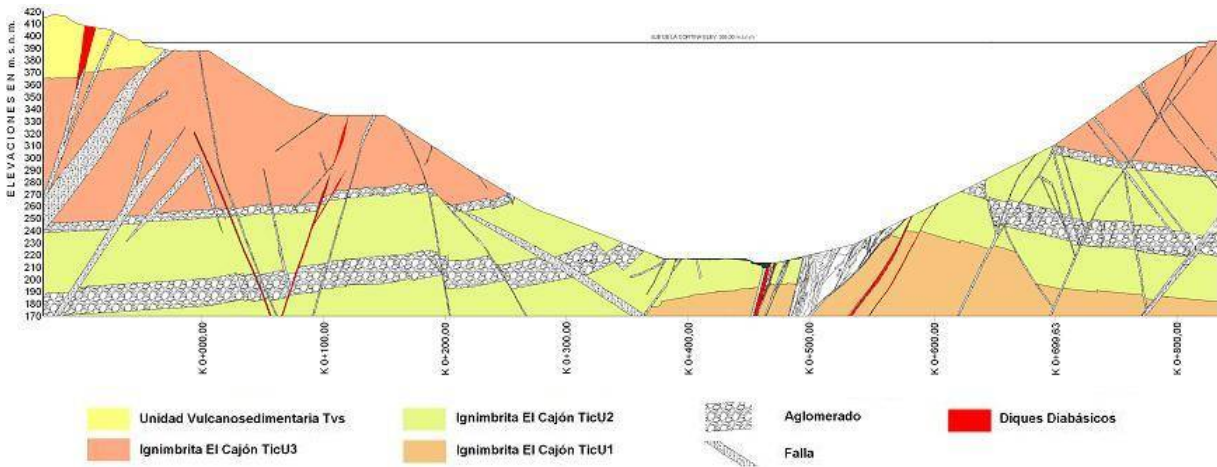 ELEVACIONES EN m.s.n.m.
420
410
400
390
380
370
360
350
340
330
320
310
300
290
280
270
260
250
240
230
220
210
200
190
180
170
K 0+000,00
K 0+100,00
K 0+200,00
K 0+300,00
K 0+400,00
K 0+500,00
K 0+600,00
K 0+699,63
K 0+800,00
Unidad Vulcanosedimentaria Tvs
Ignimbrita El Cajón TicU3
Ignimbrita El Cajón TicU2
Ignimbrita El Cajón TicU1
Aglomerado
Falla
Diques Diabásicos